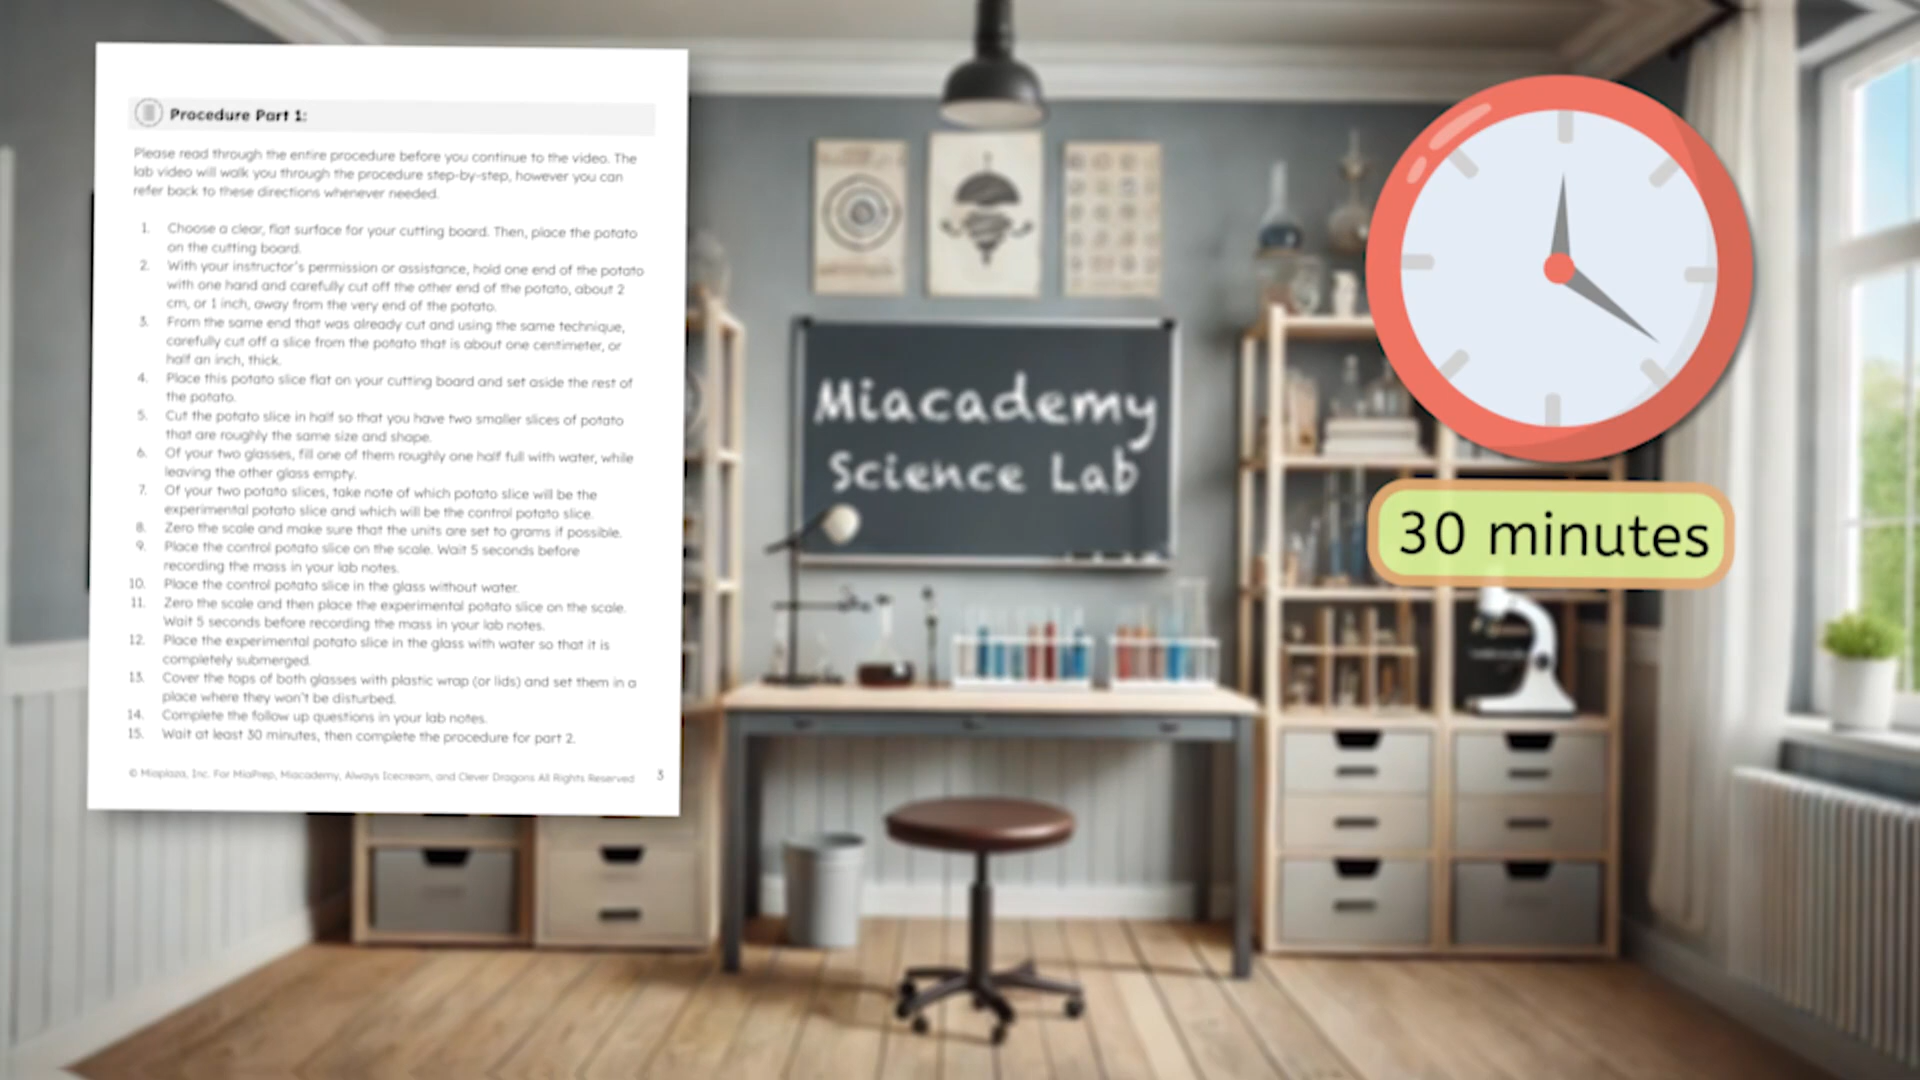 Procedure Part 1:
Please read through the entire procedure before you continue to the video. The
lab video will walk you through the procedure step-by-step, however you can
refer back to these directions whenever needed.
1. Choose a clear, flat surface for your cutting board. Then, place the potato
on the cutting board.
2. With your instructor's permission or assistance, hold one end of the potato
with one hand and carefully cut off the other end of the potato, about 2
cm, or 1 inch, away from the very end of the potato.
3. From the same end that was already cut and using the same technique,
carefully cut off a slice from the potato that is about one centimeter, or
half an inch, thick.
4. Place this potato slice flat on your cutting board and set aside the rest of
the potato.
5. Cut the potato slice in half so that you have two smaller slices of potato
that are roughly the same size and shape.
6. Of your two glasses, fill one of them roughly one half full with water, while
leaving the other glass empty.
7. Of your two potato slices, take note of which potato slice will be the
experimental potato slice and which will be the control potato slice.
8. Zero the scale and make sure that the units are set to grams if possible.
9. Place the control potato slice on the scale. Wait 5 seconds before
recording the mass in your lab notes.
10. Place the control potato slice in the glass without water.
11. Zero the scale and then place the experimental potato slice on the scale.
Wait 5 seconds before recording the mass in your lab notes.
12. Place the experimental potato slice in the glass with water so that it is
completely submerged.
13. Cover the tops of both glasses with plastic wrap (or lids) and set them in a
place where they won't be disturbed.
14. Complete the follow up questions in your lab notes.
15. Wait at least 30 minutes, then complete the procedure for part 2.
© Miaplaza, Inc. For MiaPrep, Miacademy, Always Icecream, and Clever Dragons All Rights Reserved 3
Miacademy
Science Lab
30 minutes